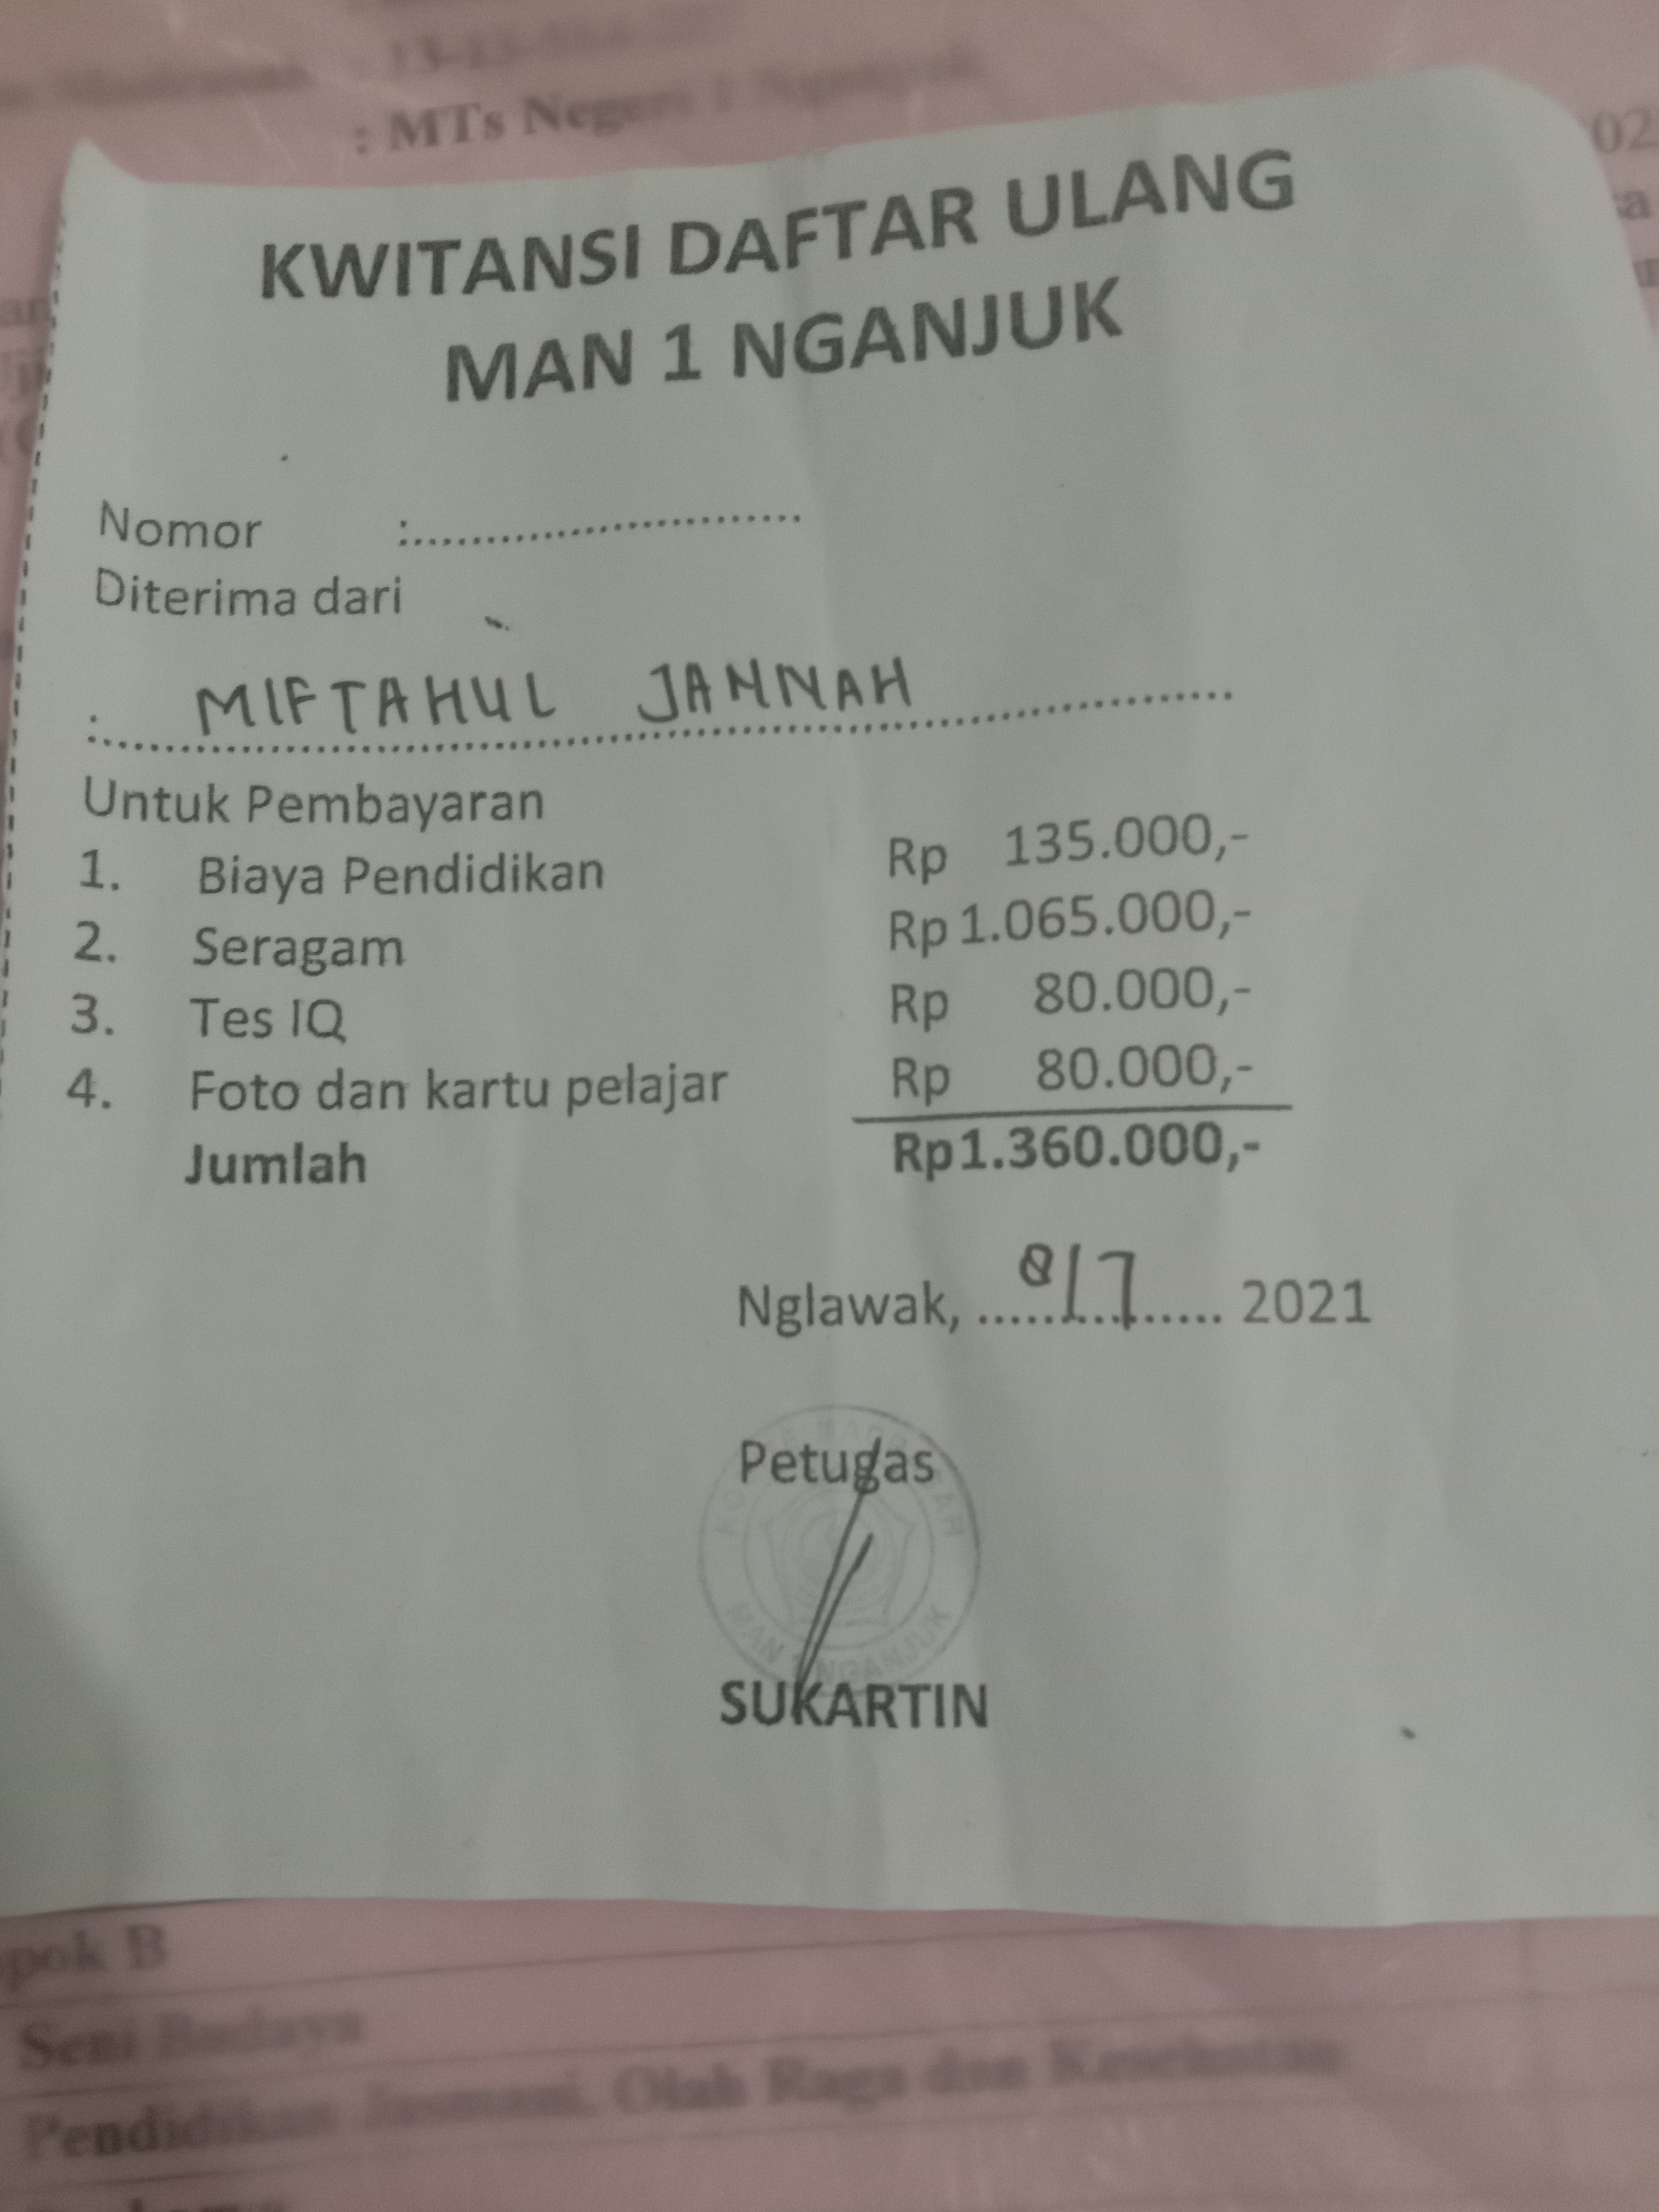 : MTs Negeri 1 Nganjuk
KWITANSI DAFTAR ULANG
MAN 1 NGANJUK
Nomor :............................
Diterima dari
: MIFTAHUL JANNAH
Untuk Pembayaran
1. Biaya Pendidikan Rp 135.000,-
2. Seragam Rp 1.065.000,-
3. Tes IQ Rp 80.000,-
4. Foto dan kartu pelajar Rp 80.000,-
Jumlah Rp1.360.000,-
Nglawak, 8/7 2021
Petugas
MAN 1 NGANJUK
SUKARTIN
pok B
Seni Budaya
Pendidikan Jasmani, Olah Raga dan Kesehatan